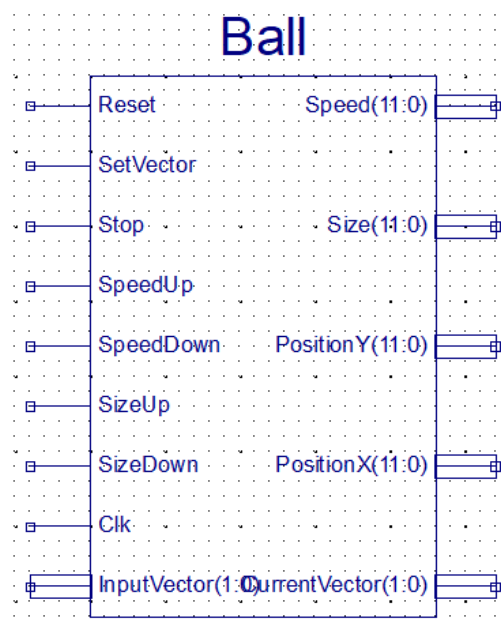 Ball
Reset Speed(11:0)
SetVector
Stop Size(11:0)
SpeedUp
SpeedDown PositionY(11:0)
SizeUp
SizeDown PositionX(11:0)
Clk
InputVector(1:0) CurrentVector(1:0)